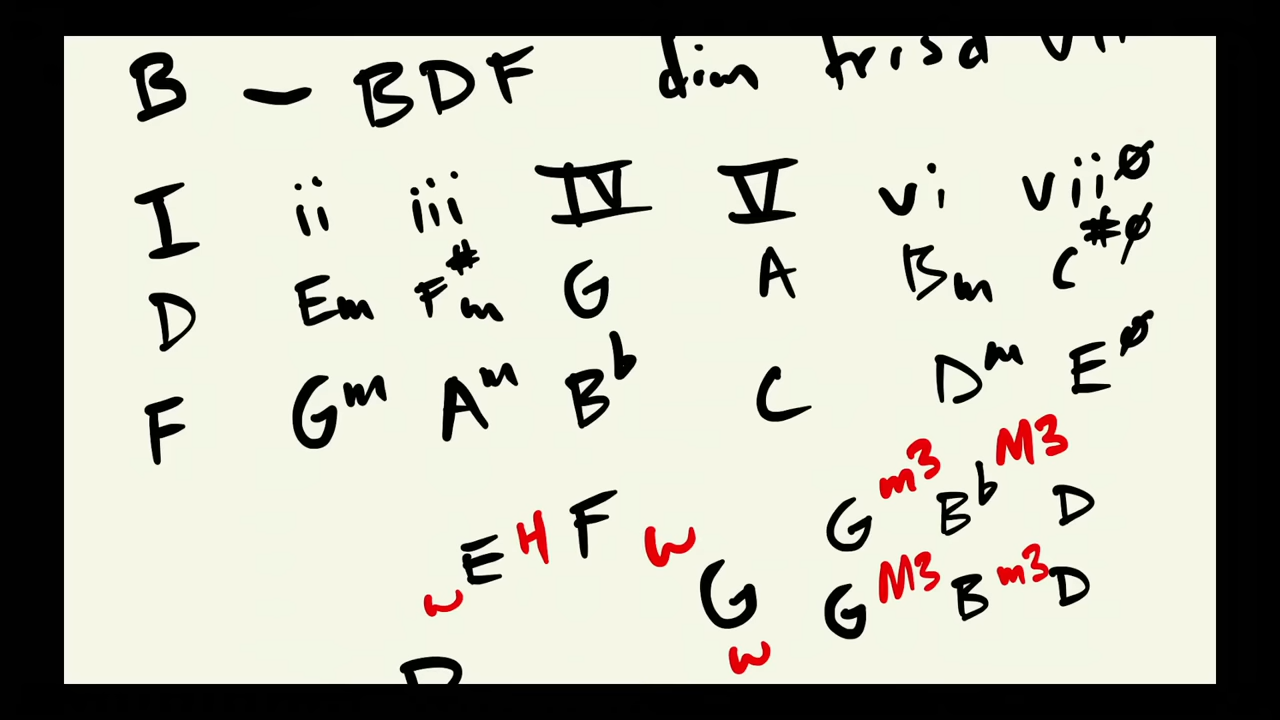 B – BDF dim triad vii
I ii iii IV V vi vii∅
D Em F#m G A Bm C#∅
F Gm Am Bb C Dm E∅
G m3 Bb M3 D
E H F W
G M3 B m3 D
w G
w
D